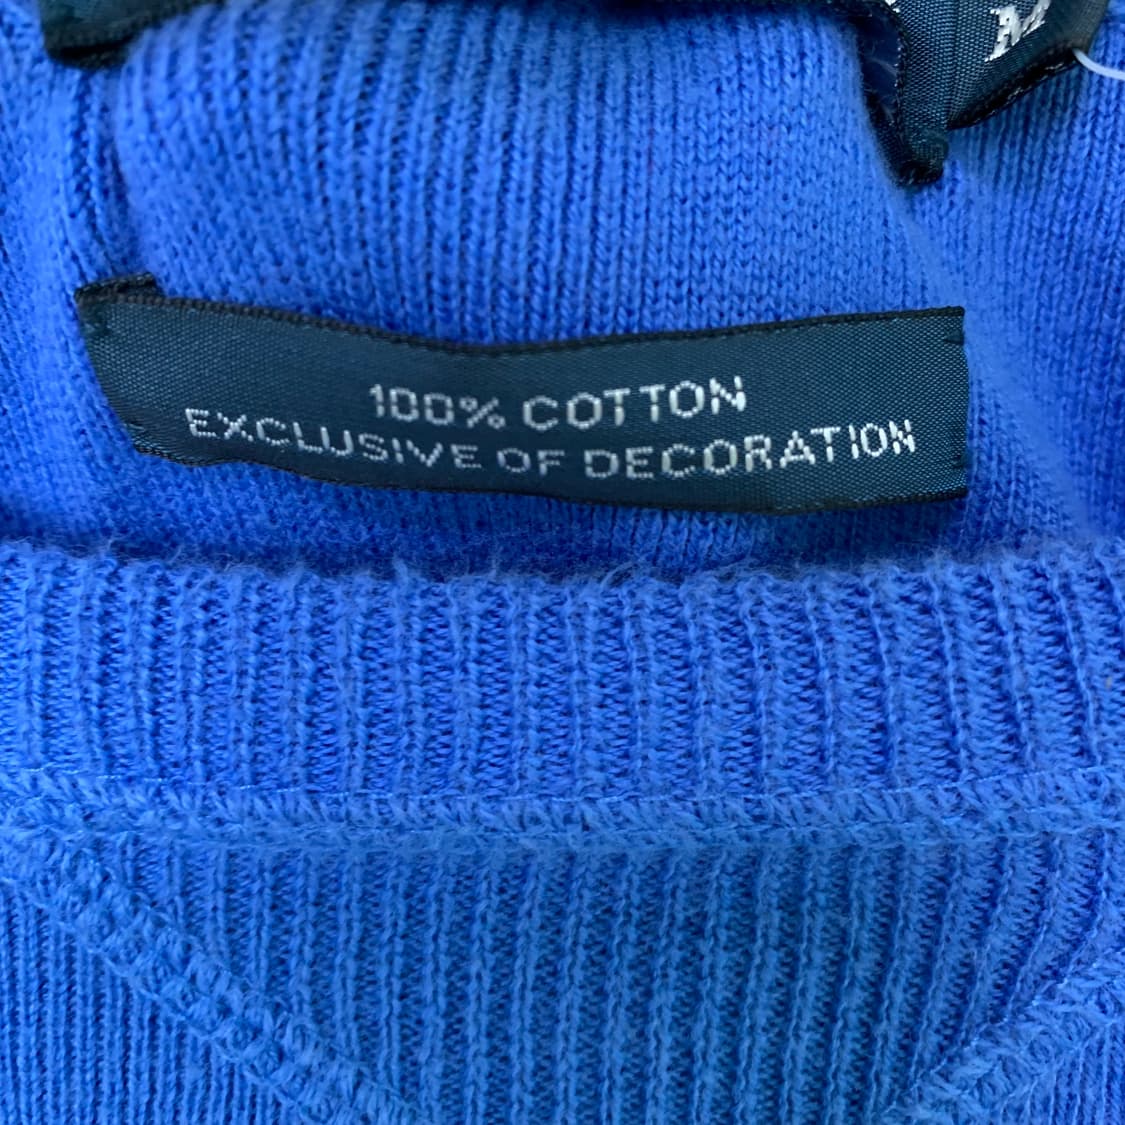 M
100% COTTON
EXCLUSIVE OF DECORATION